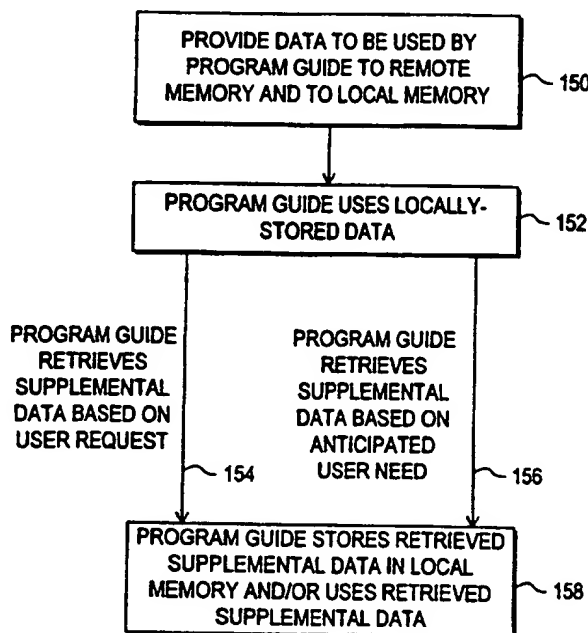 PROVIDE DATA TO BE USED BY
PROGRAM GUIDE TO REMOTE
MEMORY AND TO LOCAL MEMORY
150
PROGRAM GUIDE USES LOCALLY-
STORED DATA
152
PROGRAM GUIDE
RETRIEVES
SUPPLEMENTAL
DATA BASED ON
USER REQUEST
154
PROGRAM GUIDE
RETRIEVES
SUPPLEMENTAL
DATA BASED ON
ANTICIPATED
USER NEED
156
PROGRAM GUIDE STORES RETRIEVED
SUPPLEMENTAL DATA IN LOCAL
MEMORY AND/OR USES RETRIEVED
SUPPLEMENTAL DATA
158